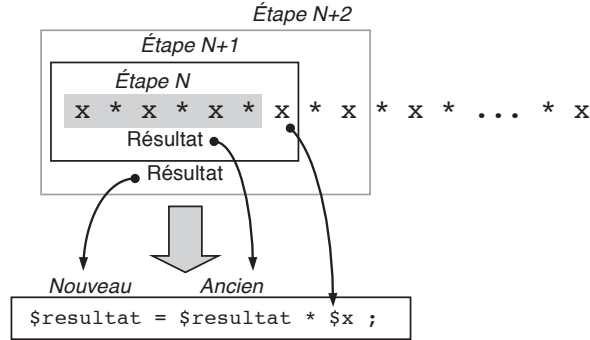 Étape N+2
Étape N+1
Étape N
x * x * x * x * x * x * ... * x
Résultat
Résultat
Nouveau Ancien
$resultat = $resultat * $x ;